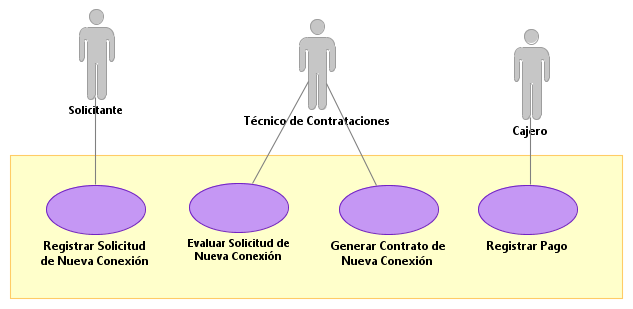 Solicitante
Técnico de Contrataciones
Cajero
Registrar Solicitud
de Nueva Conexión
Evaluar Solicitud de
Nueva Conexión
Generar Contrato de
Nueva Conexión
Registrar Pago